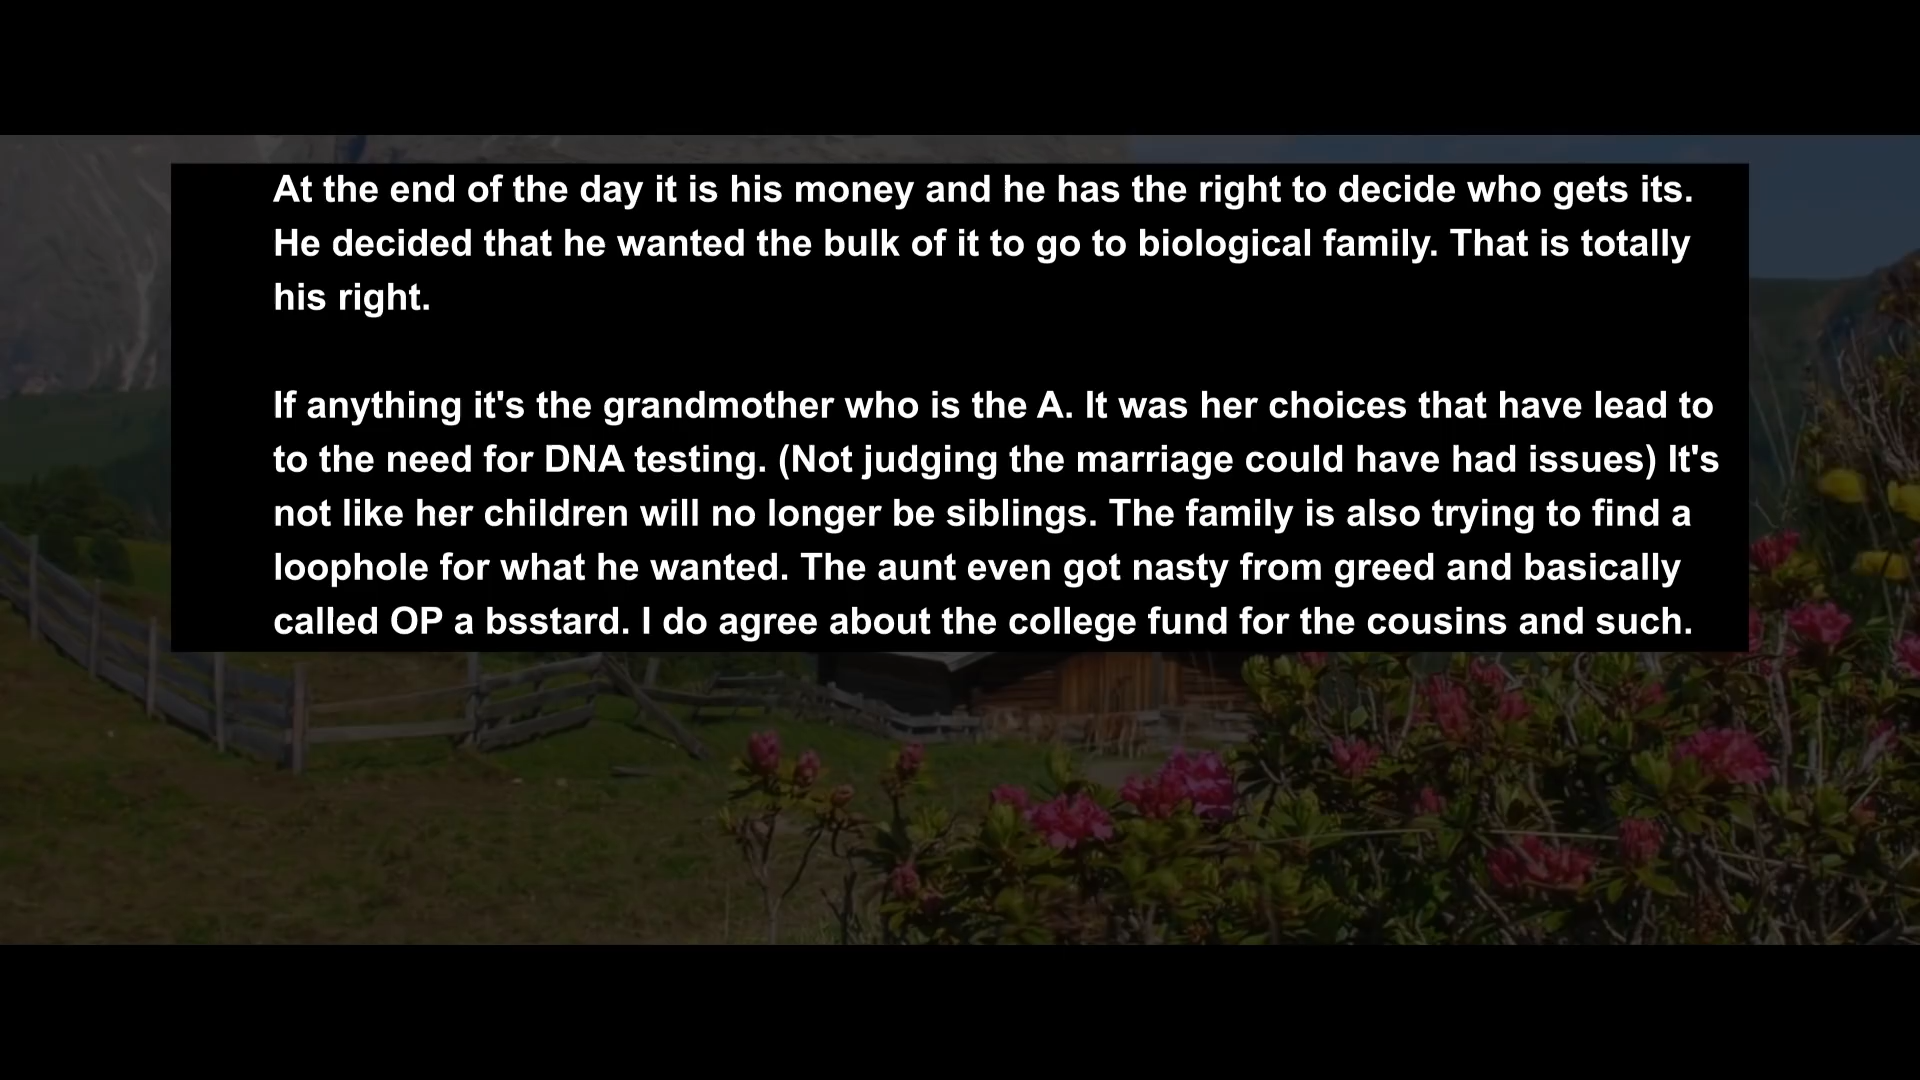 At the end of the day it is his money and he has the right to decide who gets its.
He decided that he wanted the bulk of it to go to biological family. That is totally
his right.
If anything it's the grandmother who is the A. It was her choices that have lead to
to the need for DNA testing. (Not judging the marriage could have had issues) It's
not like her children will no longer be siblings. The family is also trying to find a
loophole for what he wanted. The aunt even got nasty from greed and basically
called OP a bsstard. I do agree about the college fund for the cousins and such.